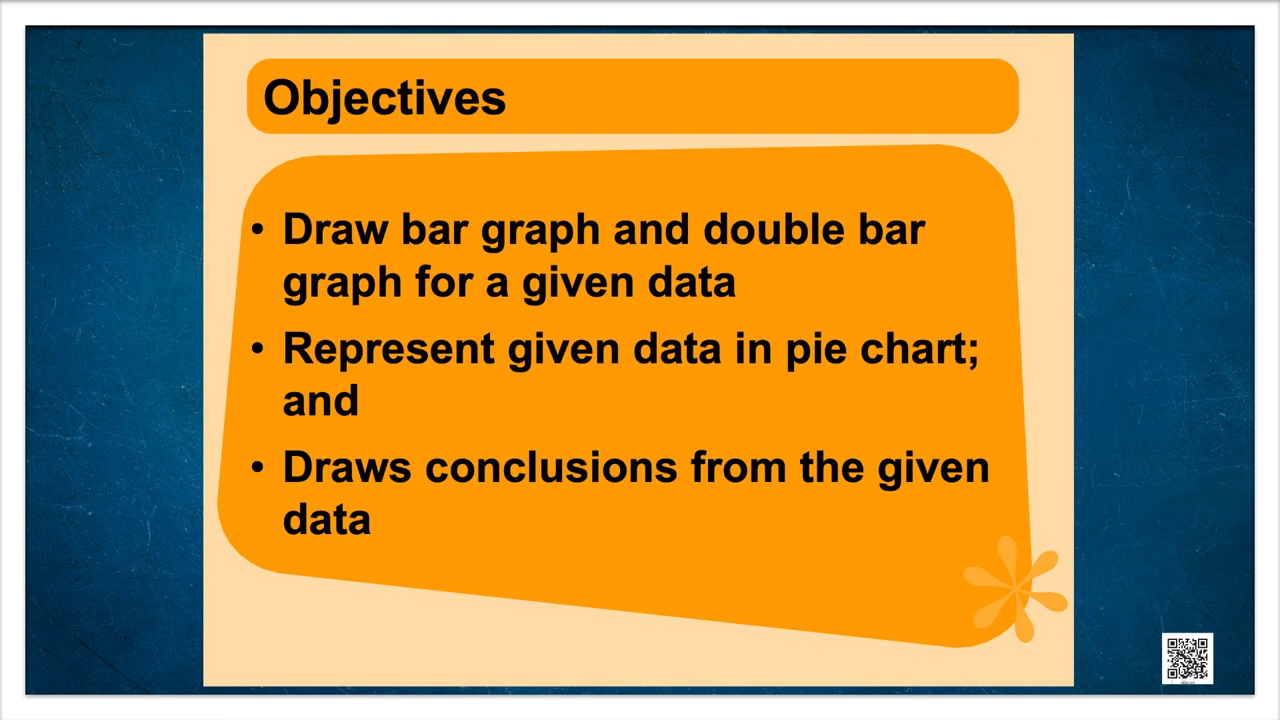 Objectives
• Draw bar graph and double bar
graph for a given data
• Represent given data in pie chart;
and
• Draws conclusions from the given
data